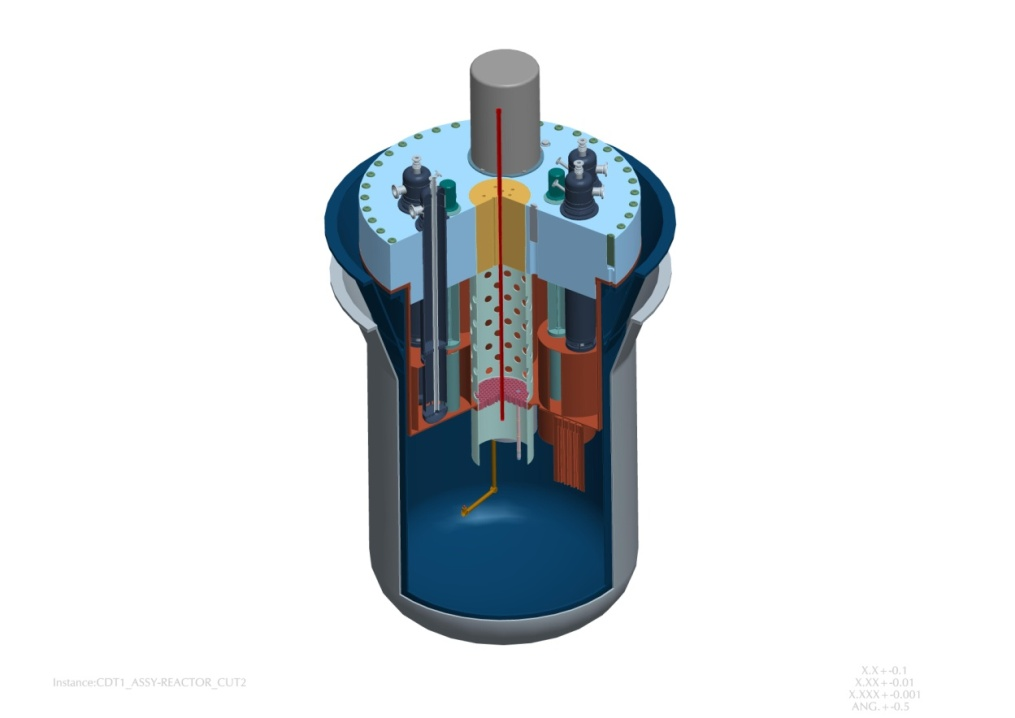 Instance:CDT1_ASSY-REACTOR_CUT2
X.X+-0.1
X.XX+-0.01
X.XXX+-0.001
ANG.+-0.5